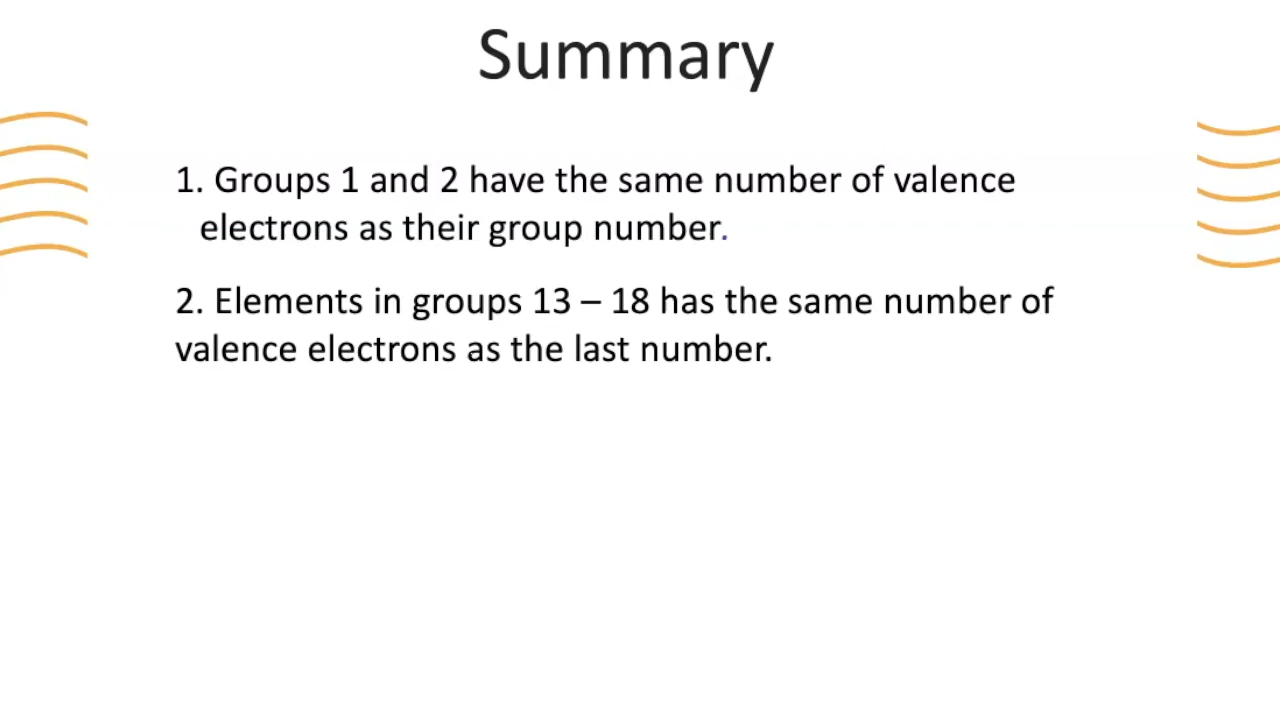 Summary
1. Groups 1 and 2 have the same number of valence
electrons as their group number.
2. Elements in groups 13 – 18 has the same number of
valence electrons as the last number.